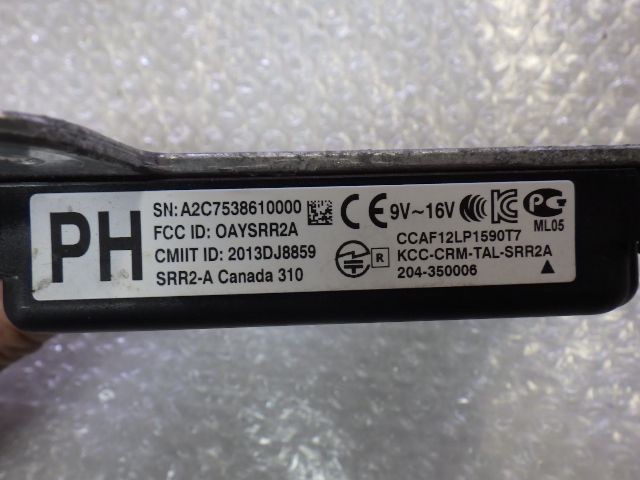 PH
SN: A2C7538610000
FCC ID: OAYSRR2A
CMIIT ID: 2013DJ8859
SRR2-A Canada 310
CE 9V~16V
R
CCAF12LP1590T7
KCC-CRM-TAL-SRR2A
204-350006
PG
ML05